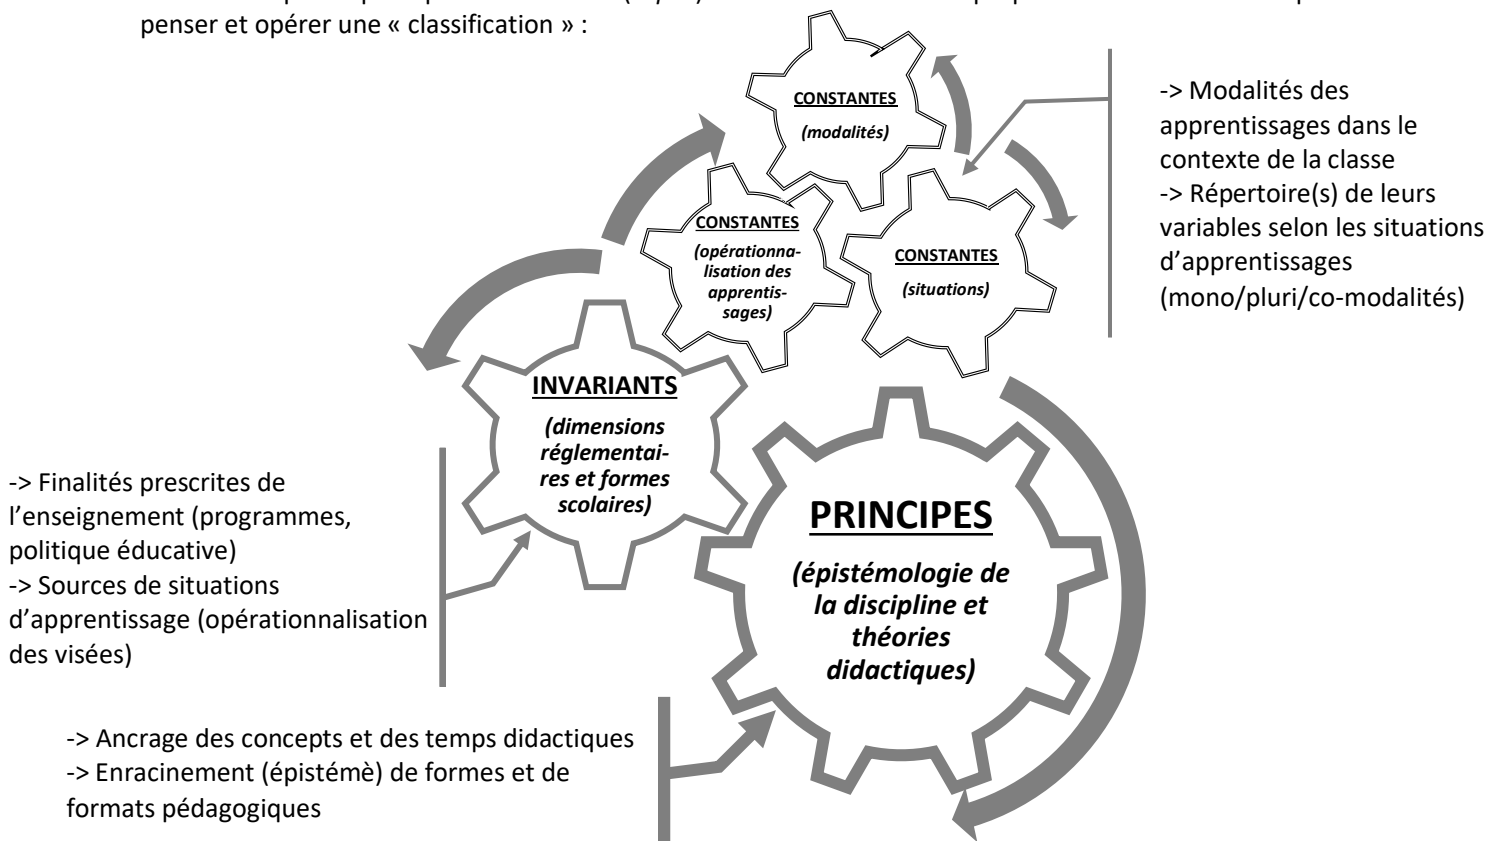 penser et opérer une « classification » :
CONSTANTES
(modalités)
CONSTANTES
(opérationna-
lisation des
apprentis-
sages)
CONSTANTES
(situations)
-> Modalités des
apprentissages dans le
contexte de la classe
-> Répertoire(s) de leurs
variables selon les situations
d’apprentissages
(mono/pluri/co-modalités)
INVARIANTS
(dimensions
réglementai-
res et formes
scolaires)
-> Finalités prescrites de
l’enseignement (programmes,
politique éducative)
-> Sources de situations
d’apprentissage (opérationnalisation
des visées)
PRINCIPES
(épistémologie de
la discipline et
théories
didactiques)
-> Ancrage des concepts et des temps didactiques
-> Enracinement (épistémè) de formes et de
formats pédagogiques